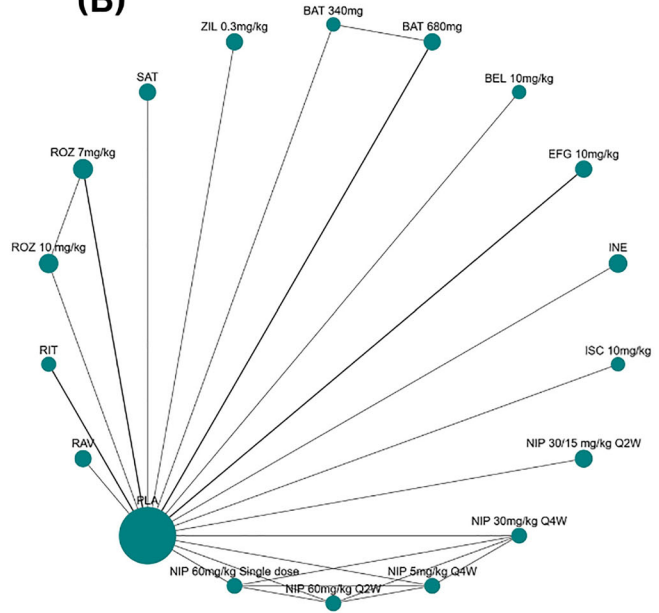 (B)
BAT 340mg
ZIL 0.3mg/kg
BAT 680mg
SAT
BEL 10mg/kg
ROZ 7mg/kg
EFG 10mg/kg
ROZ 10 mg/kg
INE
RIT
ISC 10mg/kg
RAV
NIP 30/15 mg/kg Q2W
PLA
NIP 30mg/kg Q4W
NIP 60mg/kg Single dose
NIP 5mg/kg Q4W
NIP 60mg/kg Q2W